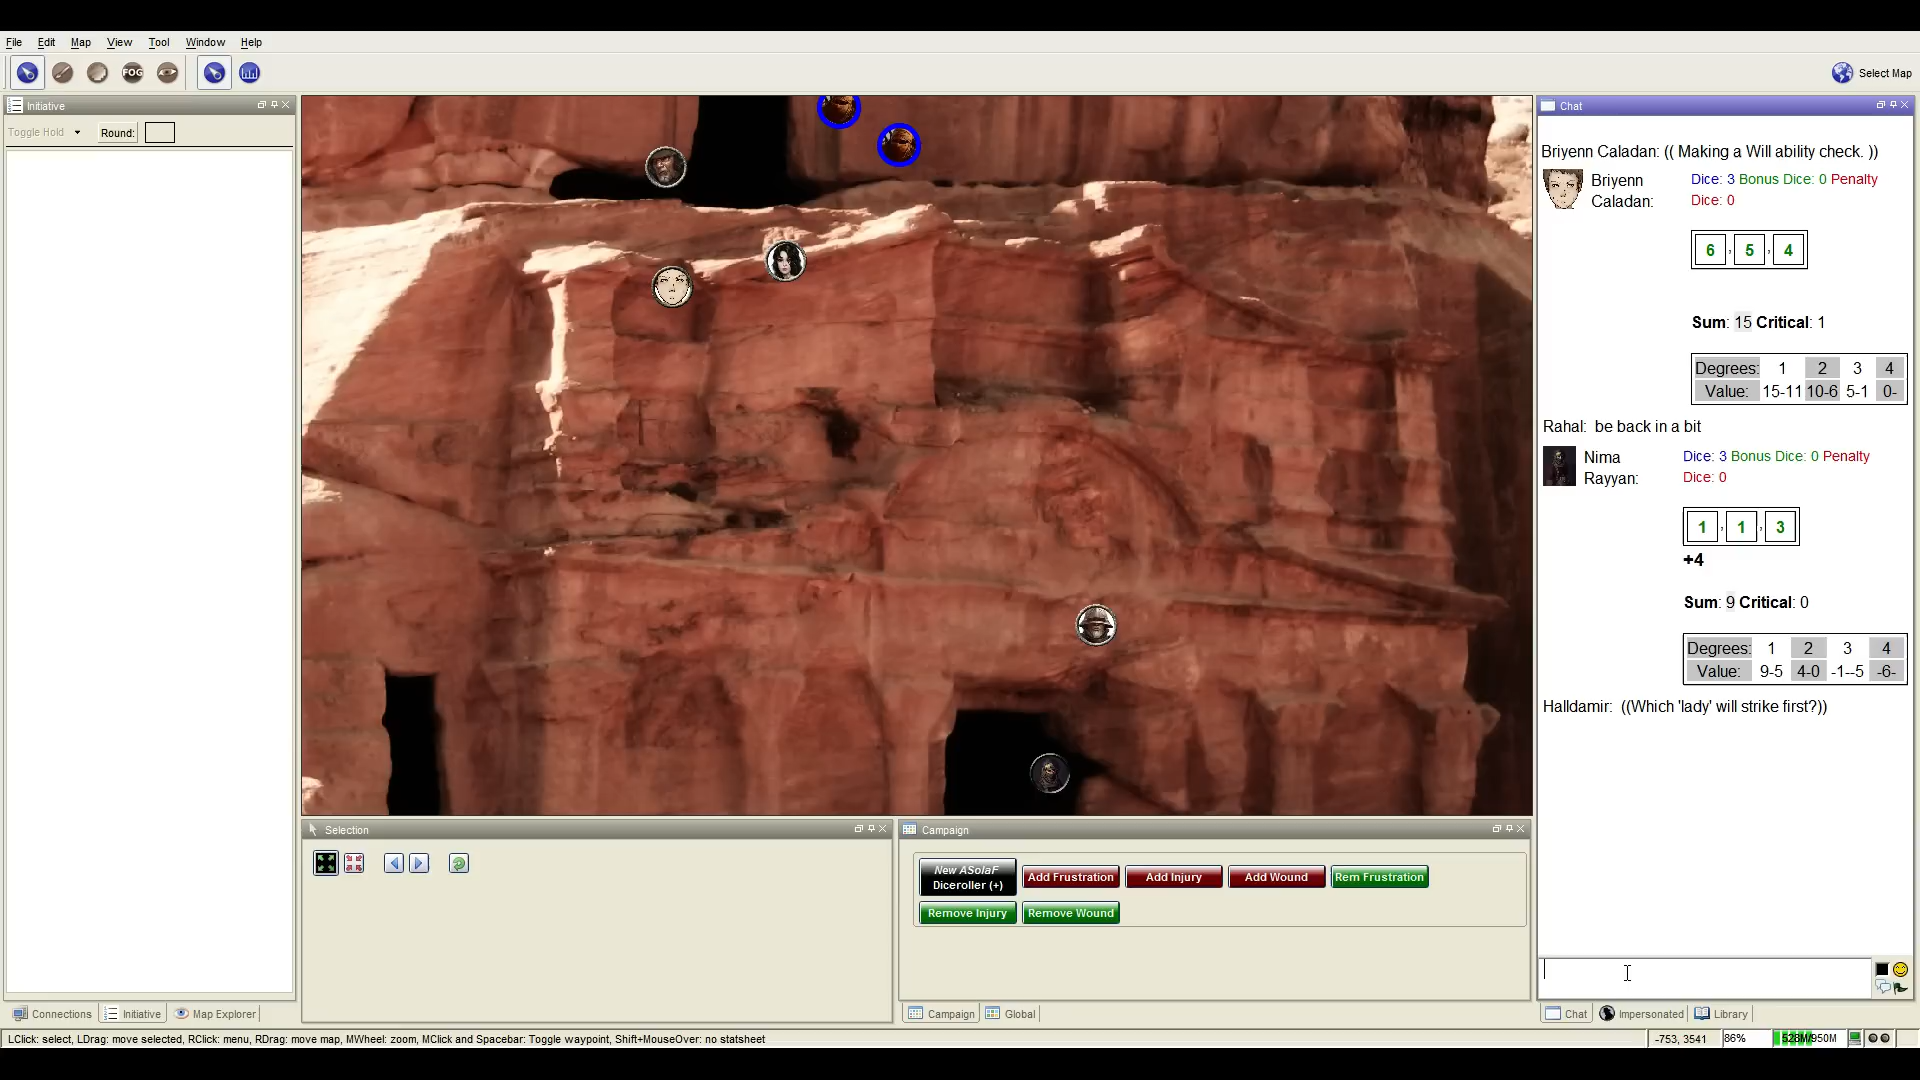 File Edit Map View Tool Window Help
FOG
Select Map
Initiative
Toggle Hold Round:
Chat
Briyenn Caladan: (( Making a Will ability check. ))
Briyenn Caladan:
Dice: 3 Bonus Dice: 0 Penalty
Dice: 0
6 , 5 , 4
Sum: 15 Critical: 1
Degrees: 1 2 3 4
Value: 15-11 10-6 5-1 0-
Rahal: be back in a bit
Nima Rayyan:
Dice: 3 Bonus Dice: 0 Penalty
Dice: 0
1 , 1 , 3
+4
Sum: 9 Critical: 0
Degrees: 1 2 3 4
Value: 9-5 4-0 -1--5 -6-
Halldamir: ((Which 'lady' will strike first?))
Selection
Campaign
New ASoIaF
Diceroller (+)
Add Frustration Add Injury Add Wound Rem Frustration
Remove Injury Remove Wound
Connections Initiative Map Explorer
Campaign Global
Chat Impersonated Library
LClick: select, LDrag: move selected, RClick: menu, RDrag: move map, MWheel: zoom, MClick and Spacebar: Toggle waypoint, Shift+MouseOver: no statsheet
-753, 3541 86% 528M/950M